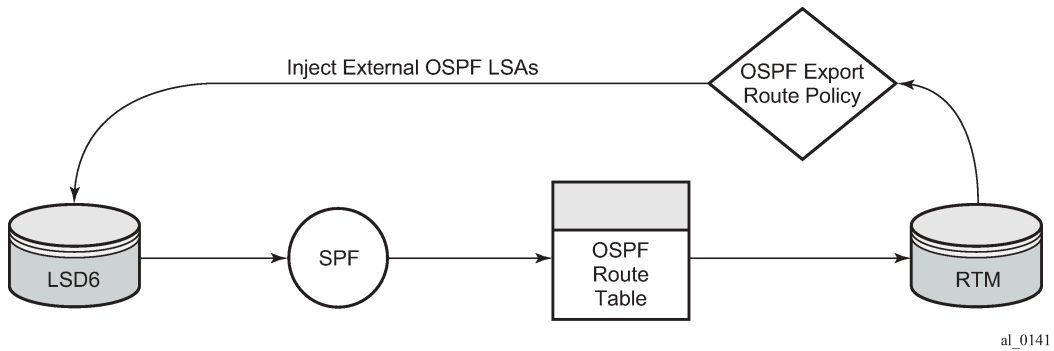 Inject External OSPF LSAs
OSPF Export
Route Policy
LSD6
SPF
OSPF
Route
Table
RTM
al_0141